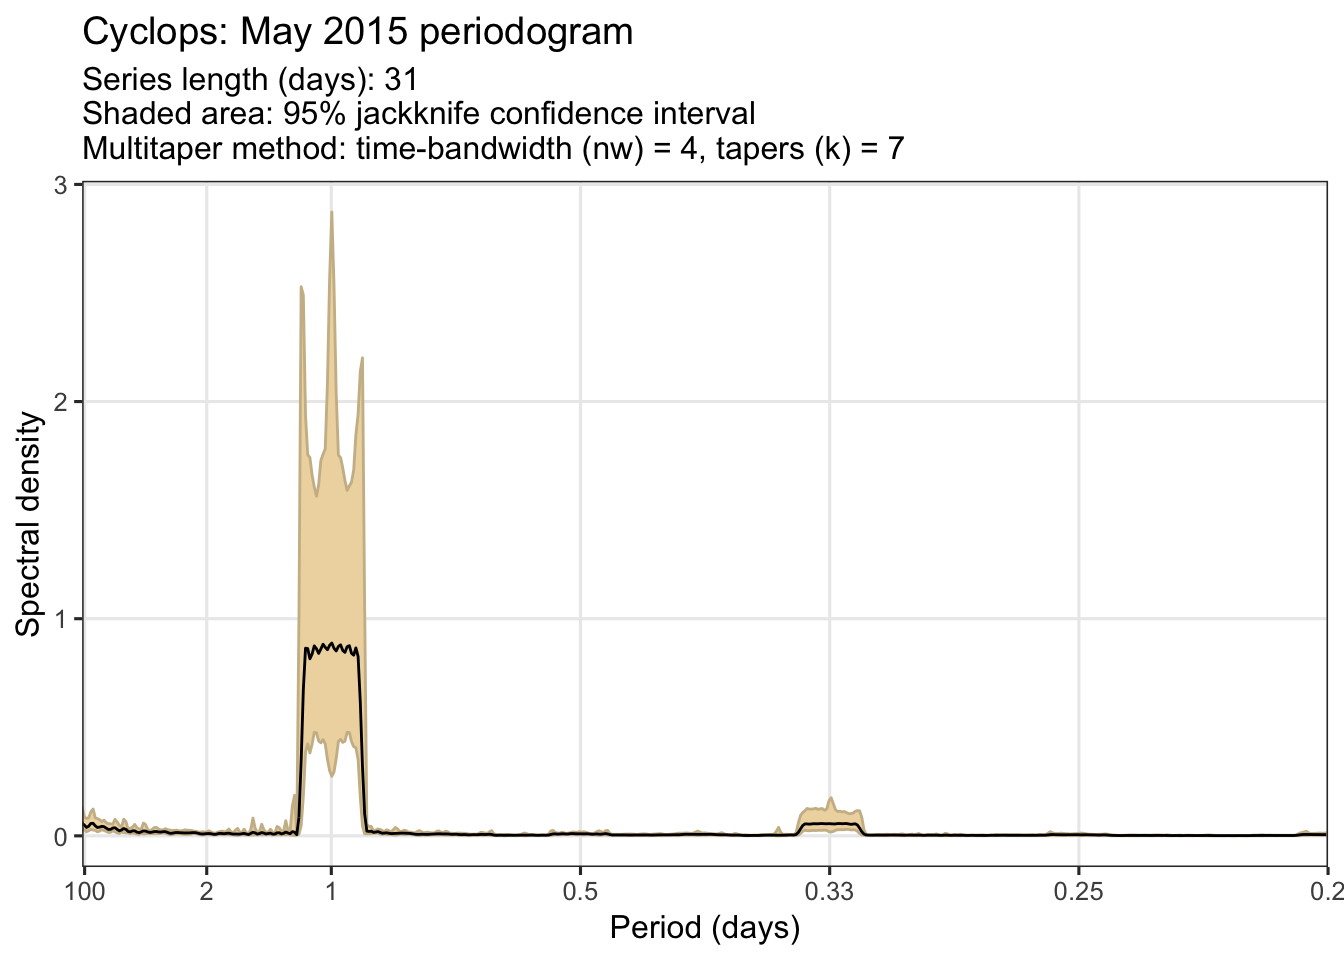 Cyclops: May 2015 periodogram
Series length (days): 31
Shaded area: 95% jackknife confidence interval
Multitaper method: time-bandwidth (nw) = 4, tapers (k) = 7
3
2
1
0
Spectral density
100 2 1 0.5 0.33 0.25 0.2
Period (days)